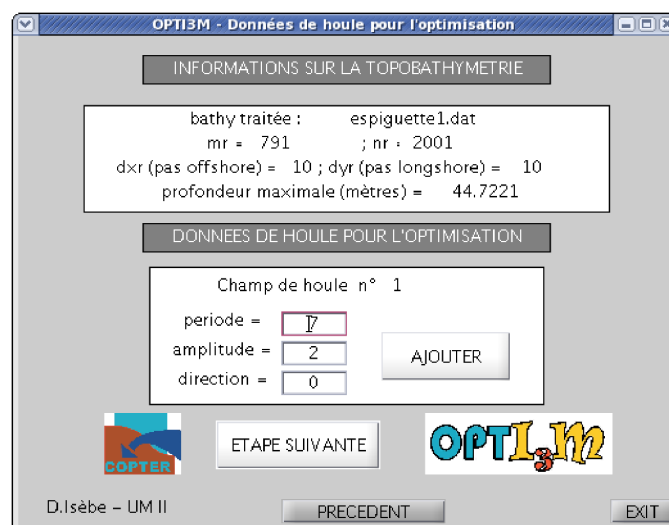 OPTI3M - Données de houle pour l'optimisation
INFORMATIONS SUR LA TOPOBATHYMETRIE
bathy traitée : espiguette1.dat
mr = 791 ; nr = 2001
dxr (pas offshore) = 10 ; dyr (pas longshore) = 10
profondeur maximale (mètres) = 44.7221
DONNEES DE HOULE POUR L'OPTIMISATION
Champ de houle n° 1
periode = 7
amplitude = 2
direction = 0
AJOUTER
COPTER
ETAPE SUIVANTE
OPTI3M
D.Isèbe – UM II
PRECEDENT
EXIT